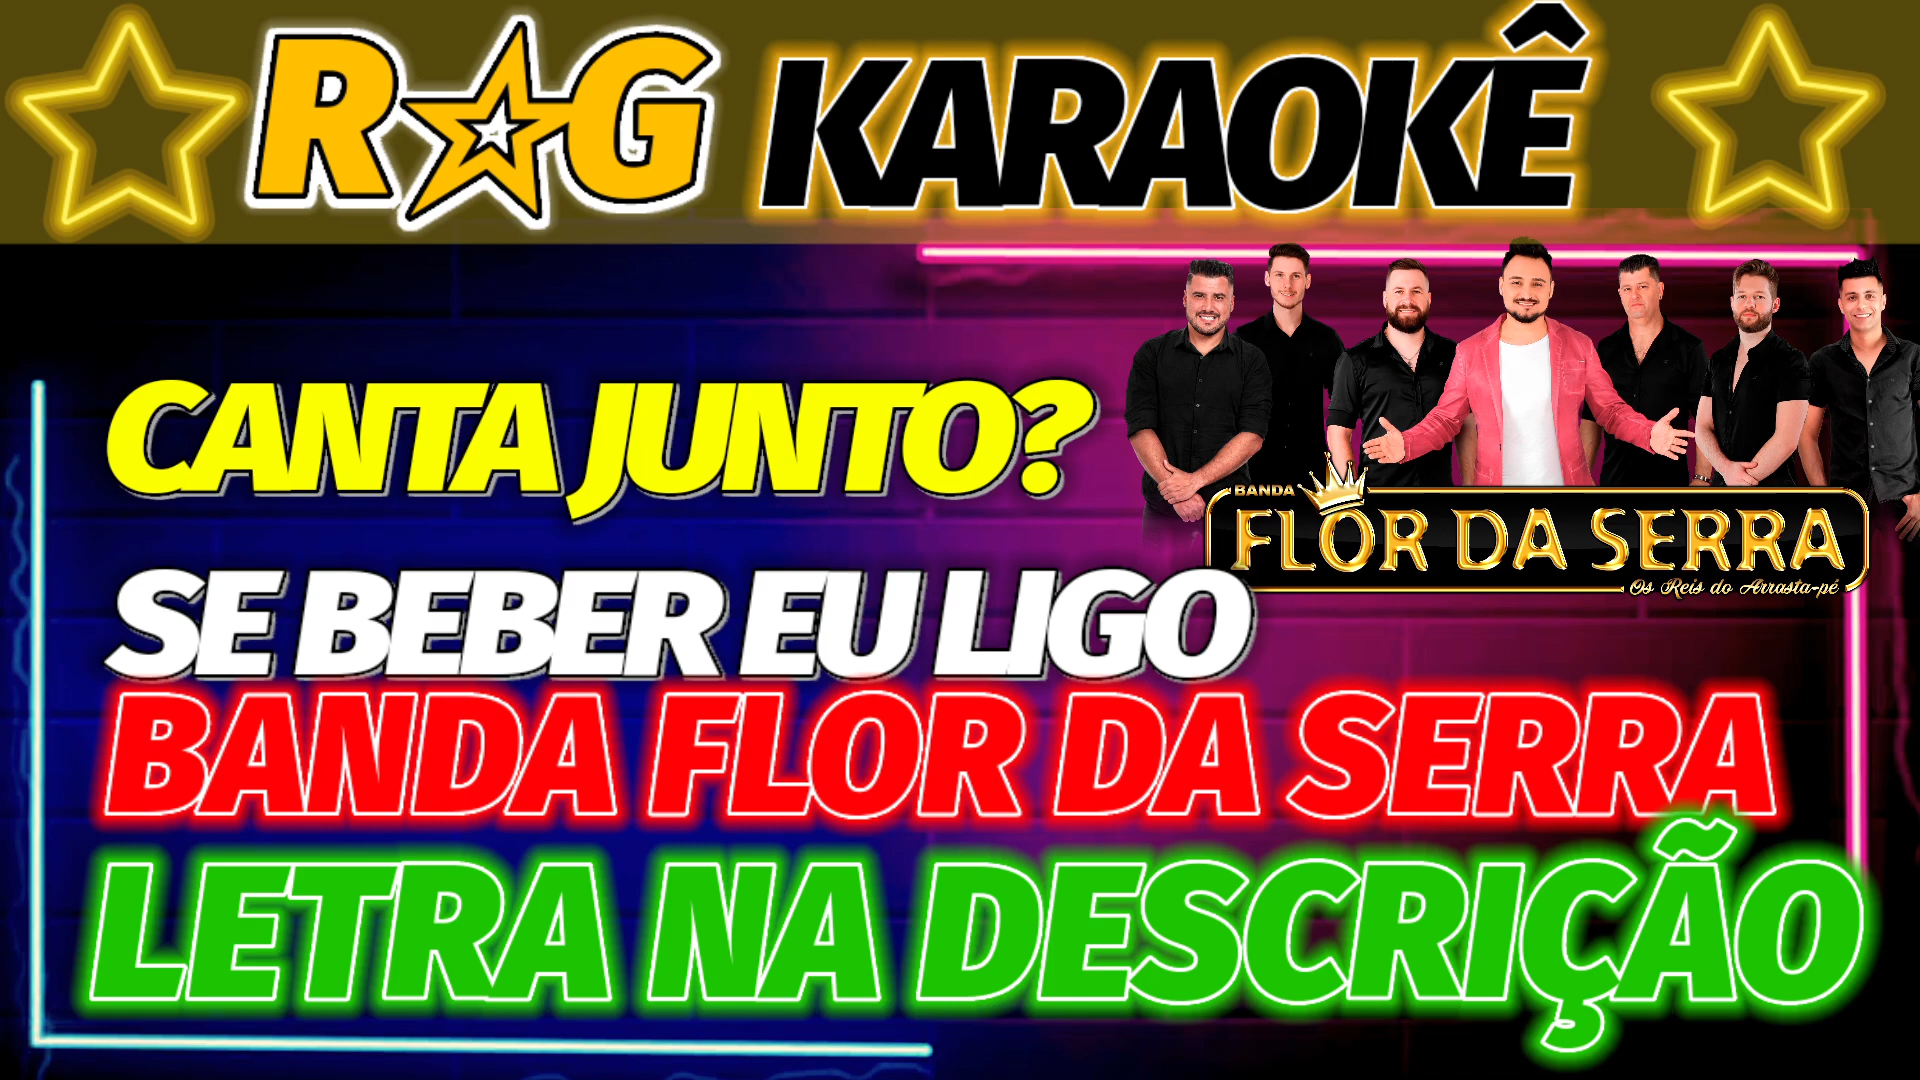 R☆G KARAOKÊ
CANTA JUNTO?
BANDA
FLOR DA SERRA
Os Reis do Arrasta-pé
SE BEBER EU LIGO
BANDA FLOR DA SERRA
LETRA NA DESCRIÇÃO